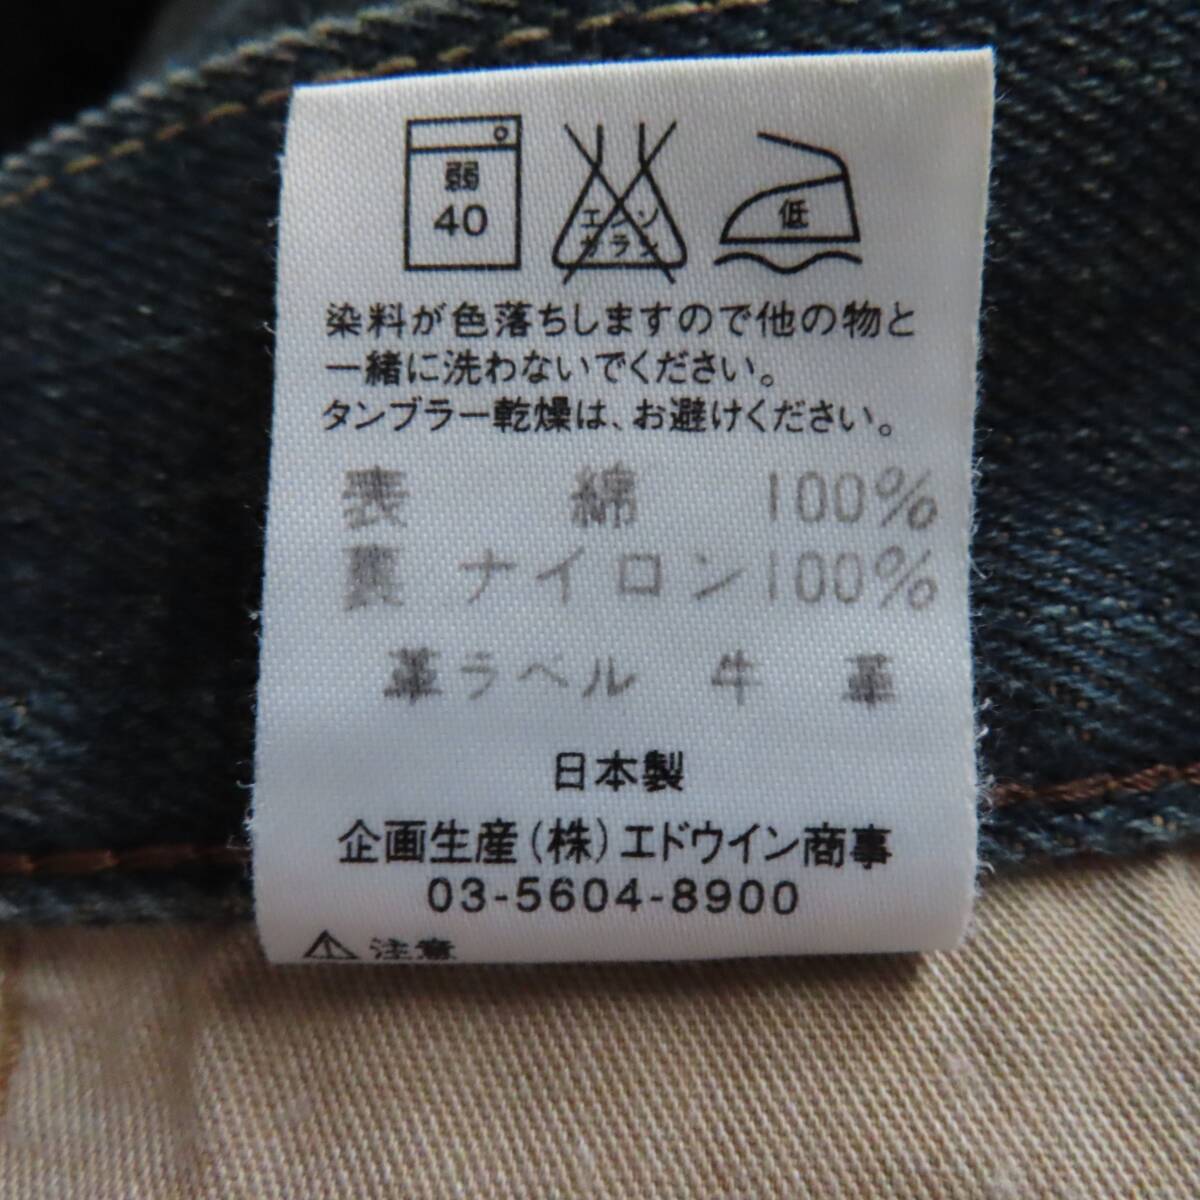 弱
40
エンソ
サラシ
低
染料が色落ちしますので他の物と
一緒に洗わないでください。
タンブラー乾燥は、お避けください。
表 綿 100%
裏 ナイロン100%
革ラベル 牛 革
日本製
企画生産(株)エドウイン商事
03-5604-8900
⚠注意